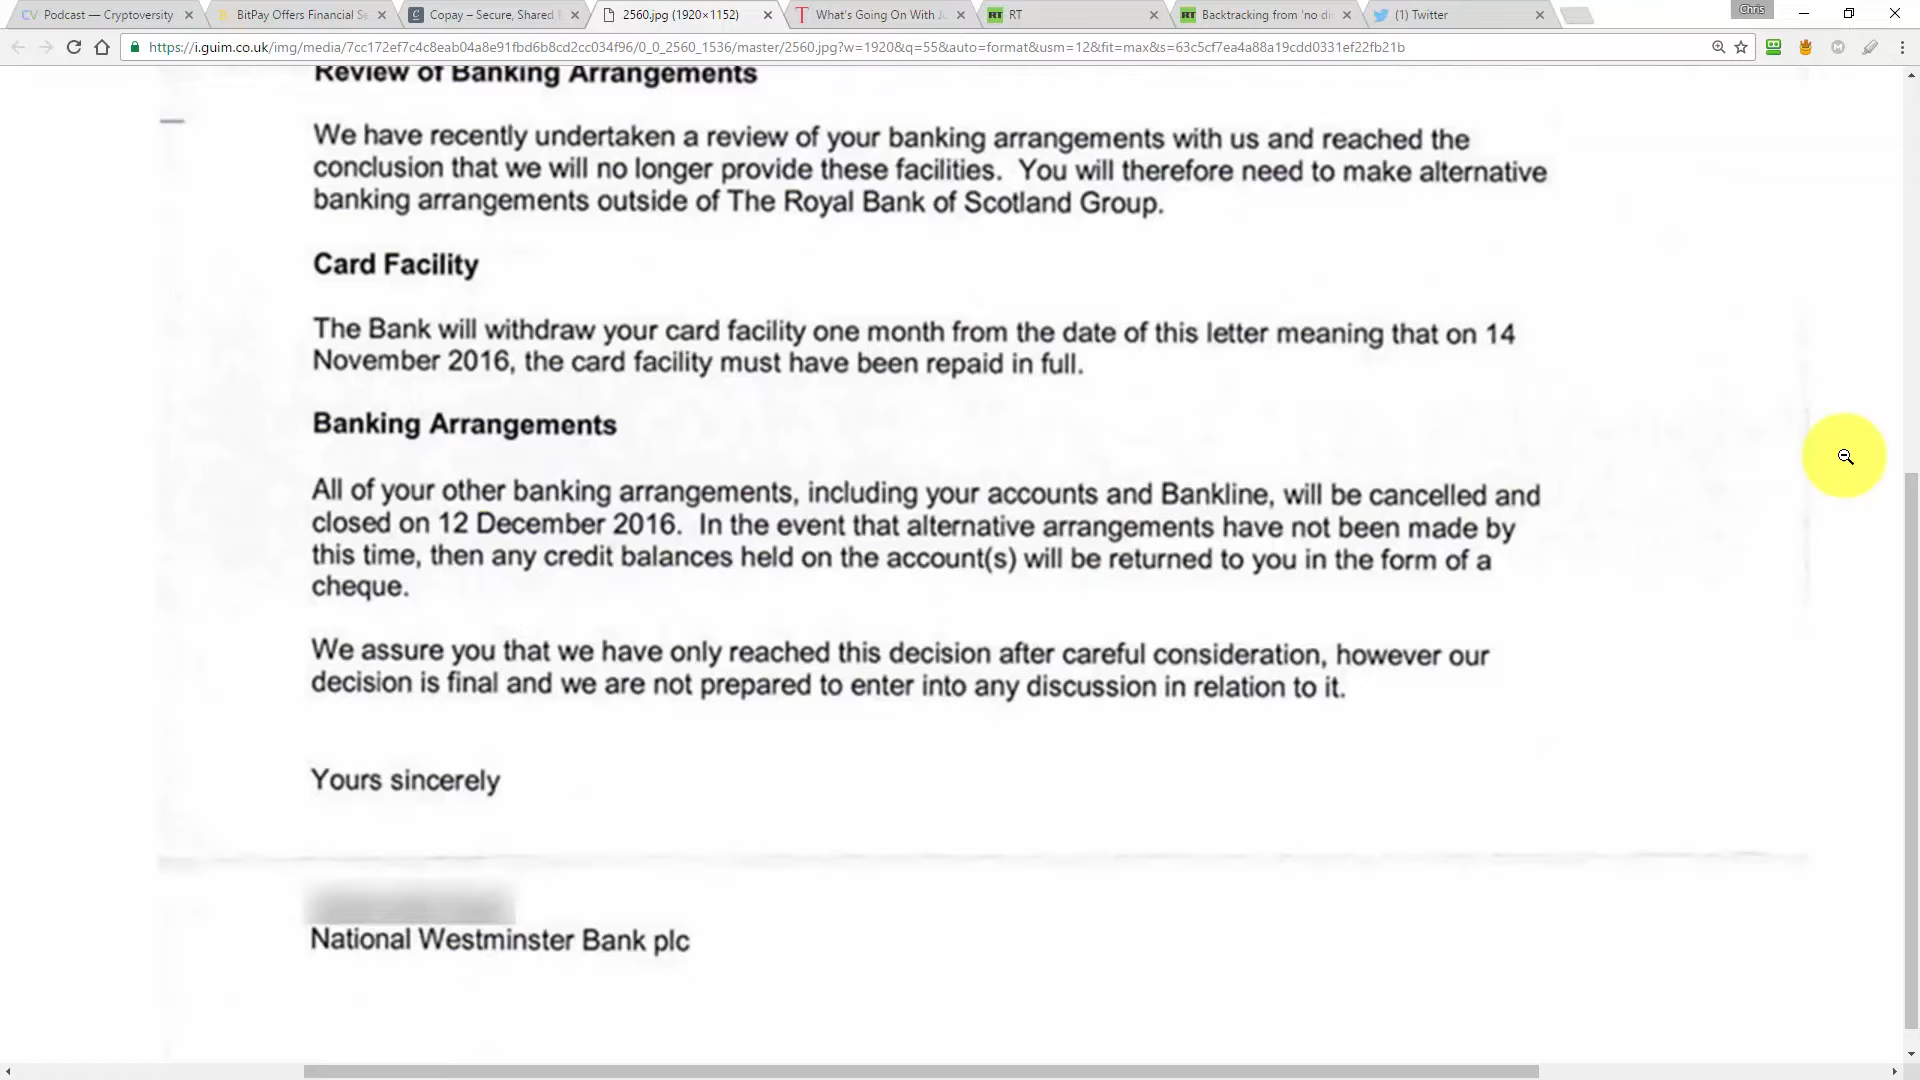 Podcast — Cryptoversity
BitPay Offers Financial Se
Copay – Secure, Shared
2560.jpg (1920×1152)
What's Going On With Ju
RT
Backtracking from 'no di
(1) Twitter
Chris
https://i.guim.co.uk/img/media/7cc172ef7c4c8eab04a8e91fbd6b8cd2cc034f96/0_0_2560_1536/master/2560.jpg?w=1920&q=55&auto=format&usm=12&fit=max&s=63c5cf7ea4a88a19cdd0331ef22fb21b
Review of Banking Arrangements
We have recently undertaken a review of your banking arrangements with us and reached the
conclusion that we will no longer provide these facilities.  You will therefore need to make alternative
banking arrangements outside of The Royal Bank of Scotland Group.
Card Facility
The Bank will withdraw your card facility one month from the date of this letter meaning that on 14
November 2016, the card facility must have been repaid in full.
Banking Arrangements
All of your other banking arrangements, including your accounts and Bankline, will be cancelled and
closed on 12 December 2016.  In the event that alternative arrangements have not been made by
this time, then any credit balances held on the account(s) will be returned to you in the form of a
cheque.
We assure you that we have only reached this decision after careful consideration, however our
decision is final and we are not prepared to enter into any discussion in relation to it.
Yours sincerely
National Westminster Bank plc